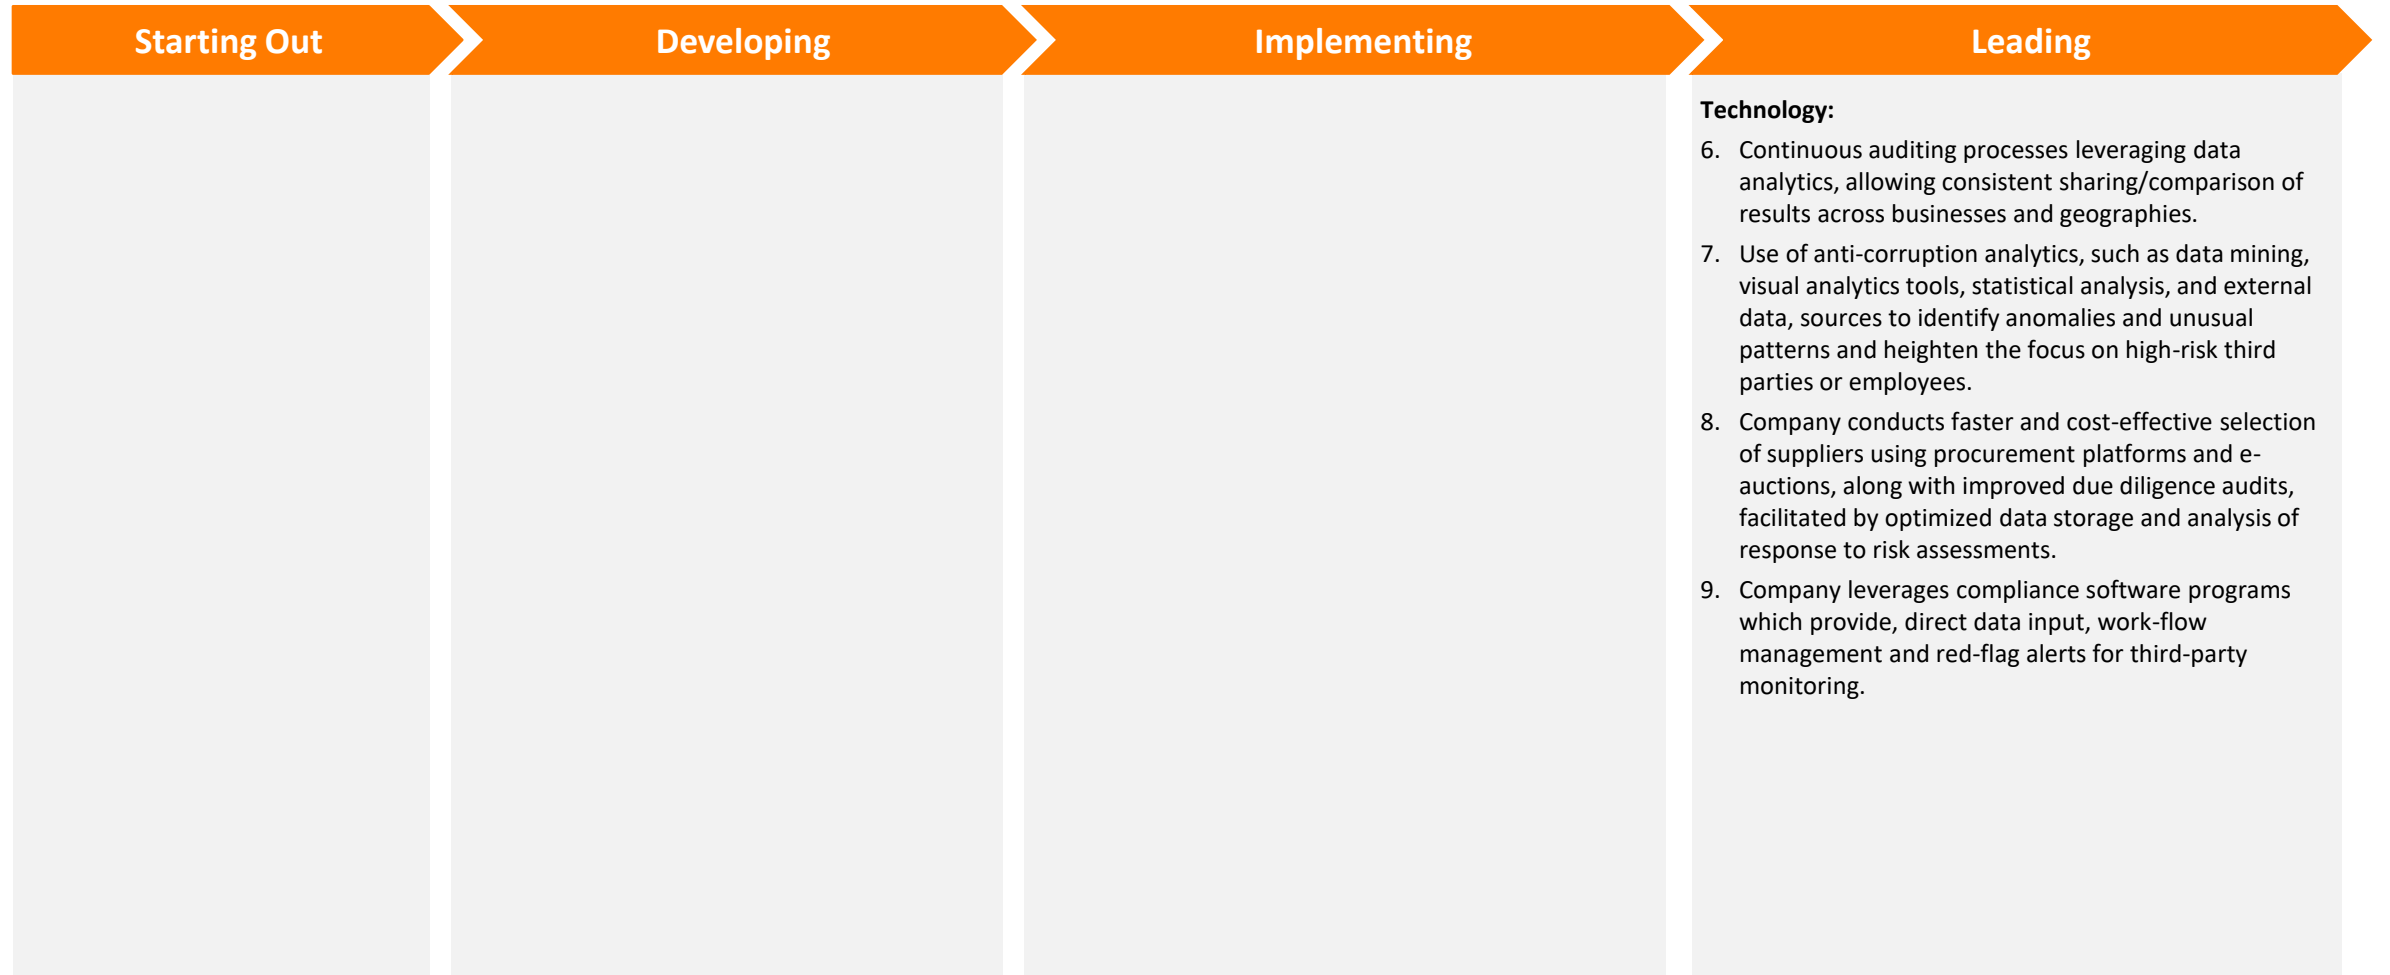 Starting Out
Developing
Implementing
Leading
Technology:
6. Continuous auditing processes leveraging data
analytics, allowing consistent sharing/comparison of
results across businesses and geographies.
7. Use of anti-corruption analytics, such as data mining,
visual analytics tools, statistical analysis, and external
data, sources to identify anomalies and unusual
patterns and heighten the focus on high-risk third
parties or employees.
8. Company conducts faster and cost-effective selection
of suppliers using procurement platforms and e-
auctions, along with improved due diligence audits,
facilitated by optimized data storage and analysis of
response to risk assessments.
9. Company leverages compliance software programs
which provide, direct data input, work-flow
management and red-flag alerts for third-party
monitoring.